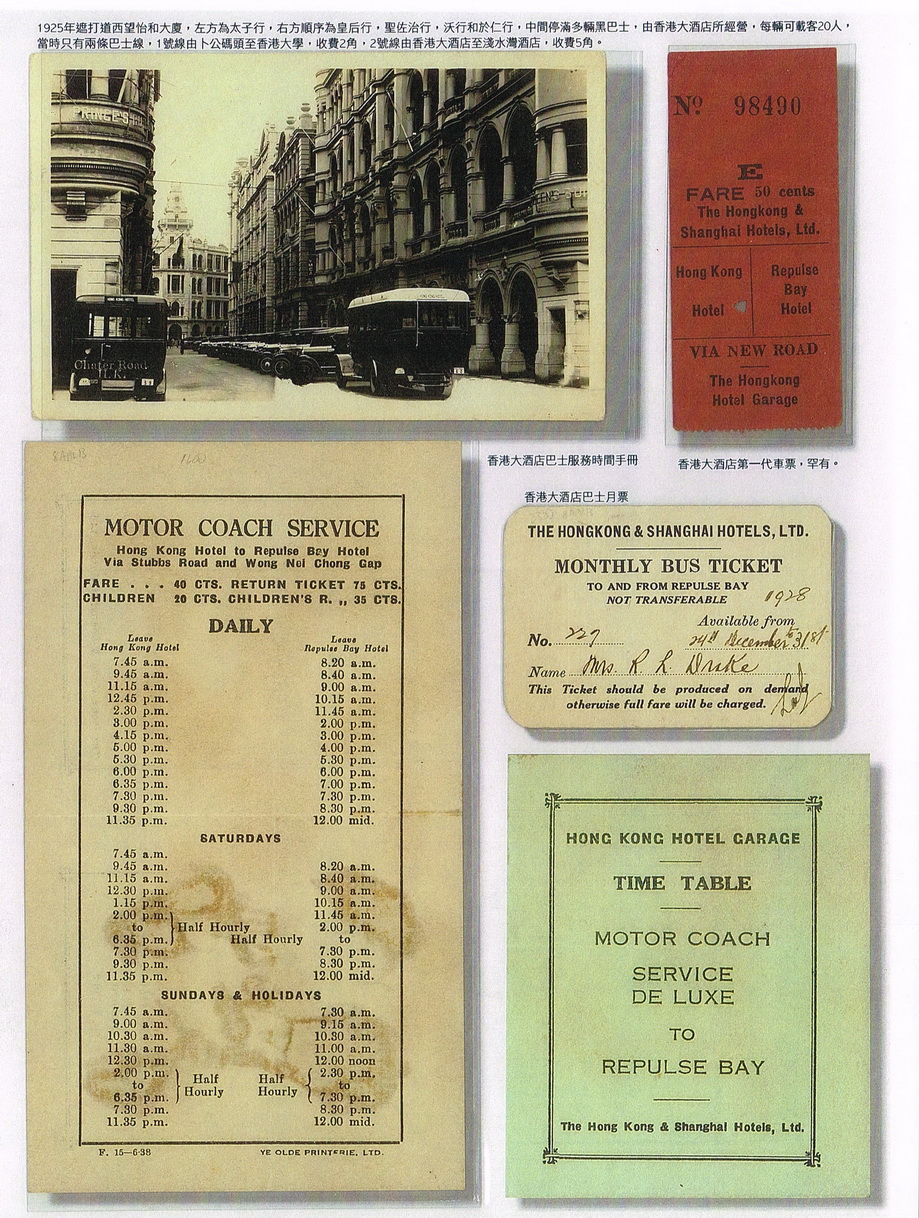 1925年遮打道西望怡和大廈，左方為太子行，右方順序為皇后行，聖佐治行，沃行和於仁行，中間停滿多輛黑巴士，由香港大酒店所經營，每輛可載客20人，
當時只有兩條巴士線，1號線由卜公碼頭至香港大學，收費2角，2號線由香港大酒店至淺水灣酒店，收費5角。
Chater Road
H.K.
Nº 98490
E
FARE 50 cents
The Hongkong &
Shanghai Hotels, Ltd.
Hong Kong
Hotel
Repulse
Bay
Hotel
VIA NEW ROAD
The Hongkong
Hotel Garage
香港大酒店巴士服務時間手冊
香港大酒店第一代車票，罕有。
香港大酒店巴士月票
1600
MOTOR COACH SERVICE
Hong Kong Hotel to Repulse Bay Hotel
Via Stubbs Road and Wong Nei Chong Gap
FARE . . . 40 CTS. RETURN TICKET 75 CTS.
CHILDREN 20 CTS. CHILDREN'S R. „ 35 CTS.
DAILY
Leave Leave
Hong Kong Hotel Repulse Bay Hotel
7.45 a.m. 8.20 a.m.
9.45 a.m. 8.40 a.m.
11.15 a.m. 9.00 a.m.
12.45 p.m. 10.15 a.m.
2.30 p.m. 11.45 a.m.
3.00 p.m. 2.00 p.m.
4.15 p.m. 3.00 p.m.
5.00 p.m. 4.00 p.m.
5.30 p.m. 5.30 p.m.
6.00 p.m. 6.00 p.m.
6.35 p.m. 7.00 p.m.
7.30 p.m. 7.30 p.m.
9.30 p.m. 8.30 p.m.
11.35 p.m. 12.00 mid.
SATURDAYS
7.45 a.m.
9.45 a.m. 8.20 a.m.
11.15 a.m. 8.40 a.m.
12.30 p.m. 9.00 a.m.
1.15 p.m. 10.15 a.m.
2.00 p.m. 11.45 a.m.
to Half Hourly 2.00 p.m.
6.35 p.m. Half Hourly to
7.30 p.m. 7.30 p.m.
9.30 p.m. 8.30 p.m.
11.35 p.m. 12.00 mid.
SUNDAYS & HOLIDAYS
7.45 a.m. 7.30 a.m.
9.00 a.m. 9.15 a.m.
10.30 a.m. 10.30 a.m.
11.30 a.m. 11.00 a.m.
12.30 p.m. 12.00 noon
2.00 p.m. Half Half 2.30 p.m.
to Hourly Hourly to
6.35 p.m. 7.30 p.m.
7.30 p.m. 8.30 p.m.
11.35 p.m. 12.00 mid.
F. 15—6-38 YE OLDE PRINTERIE, LTD.
THE HONGKONG & SHANGHAI HOTELS, LTD.
MONTHLY BUS TICKET
TO AND FROM REPULSE BAY
NOT TRANSFERABLE 1928
Available from
No. 227 24th December to 31st
Name Mrs. R L Drake
This Ticket should be produced on demand
otherwise full fare will be charged.
HONG KONG HOTEL GARAGE
TIME TABLE
MOTOR COACH
SERVICE
DE LUXE
TO
REPULSE BAY
The Hong Kong & Shanghai Hotels, Ltd.